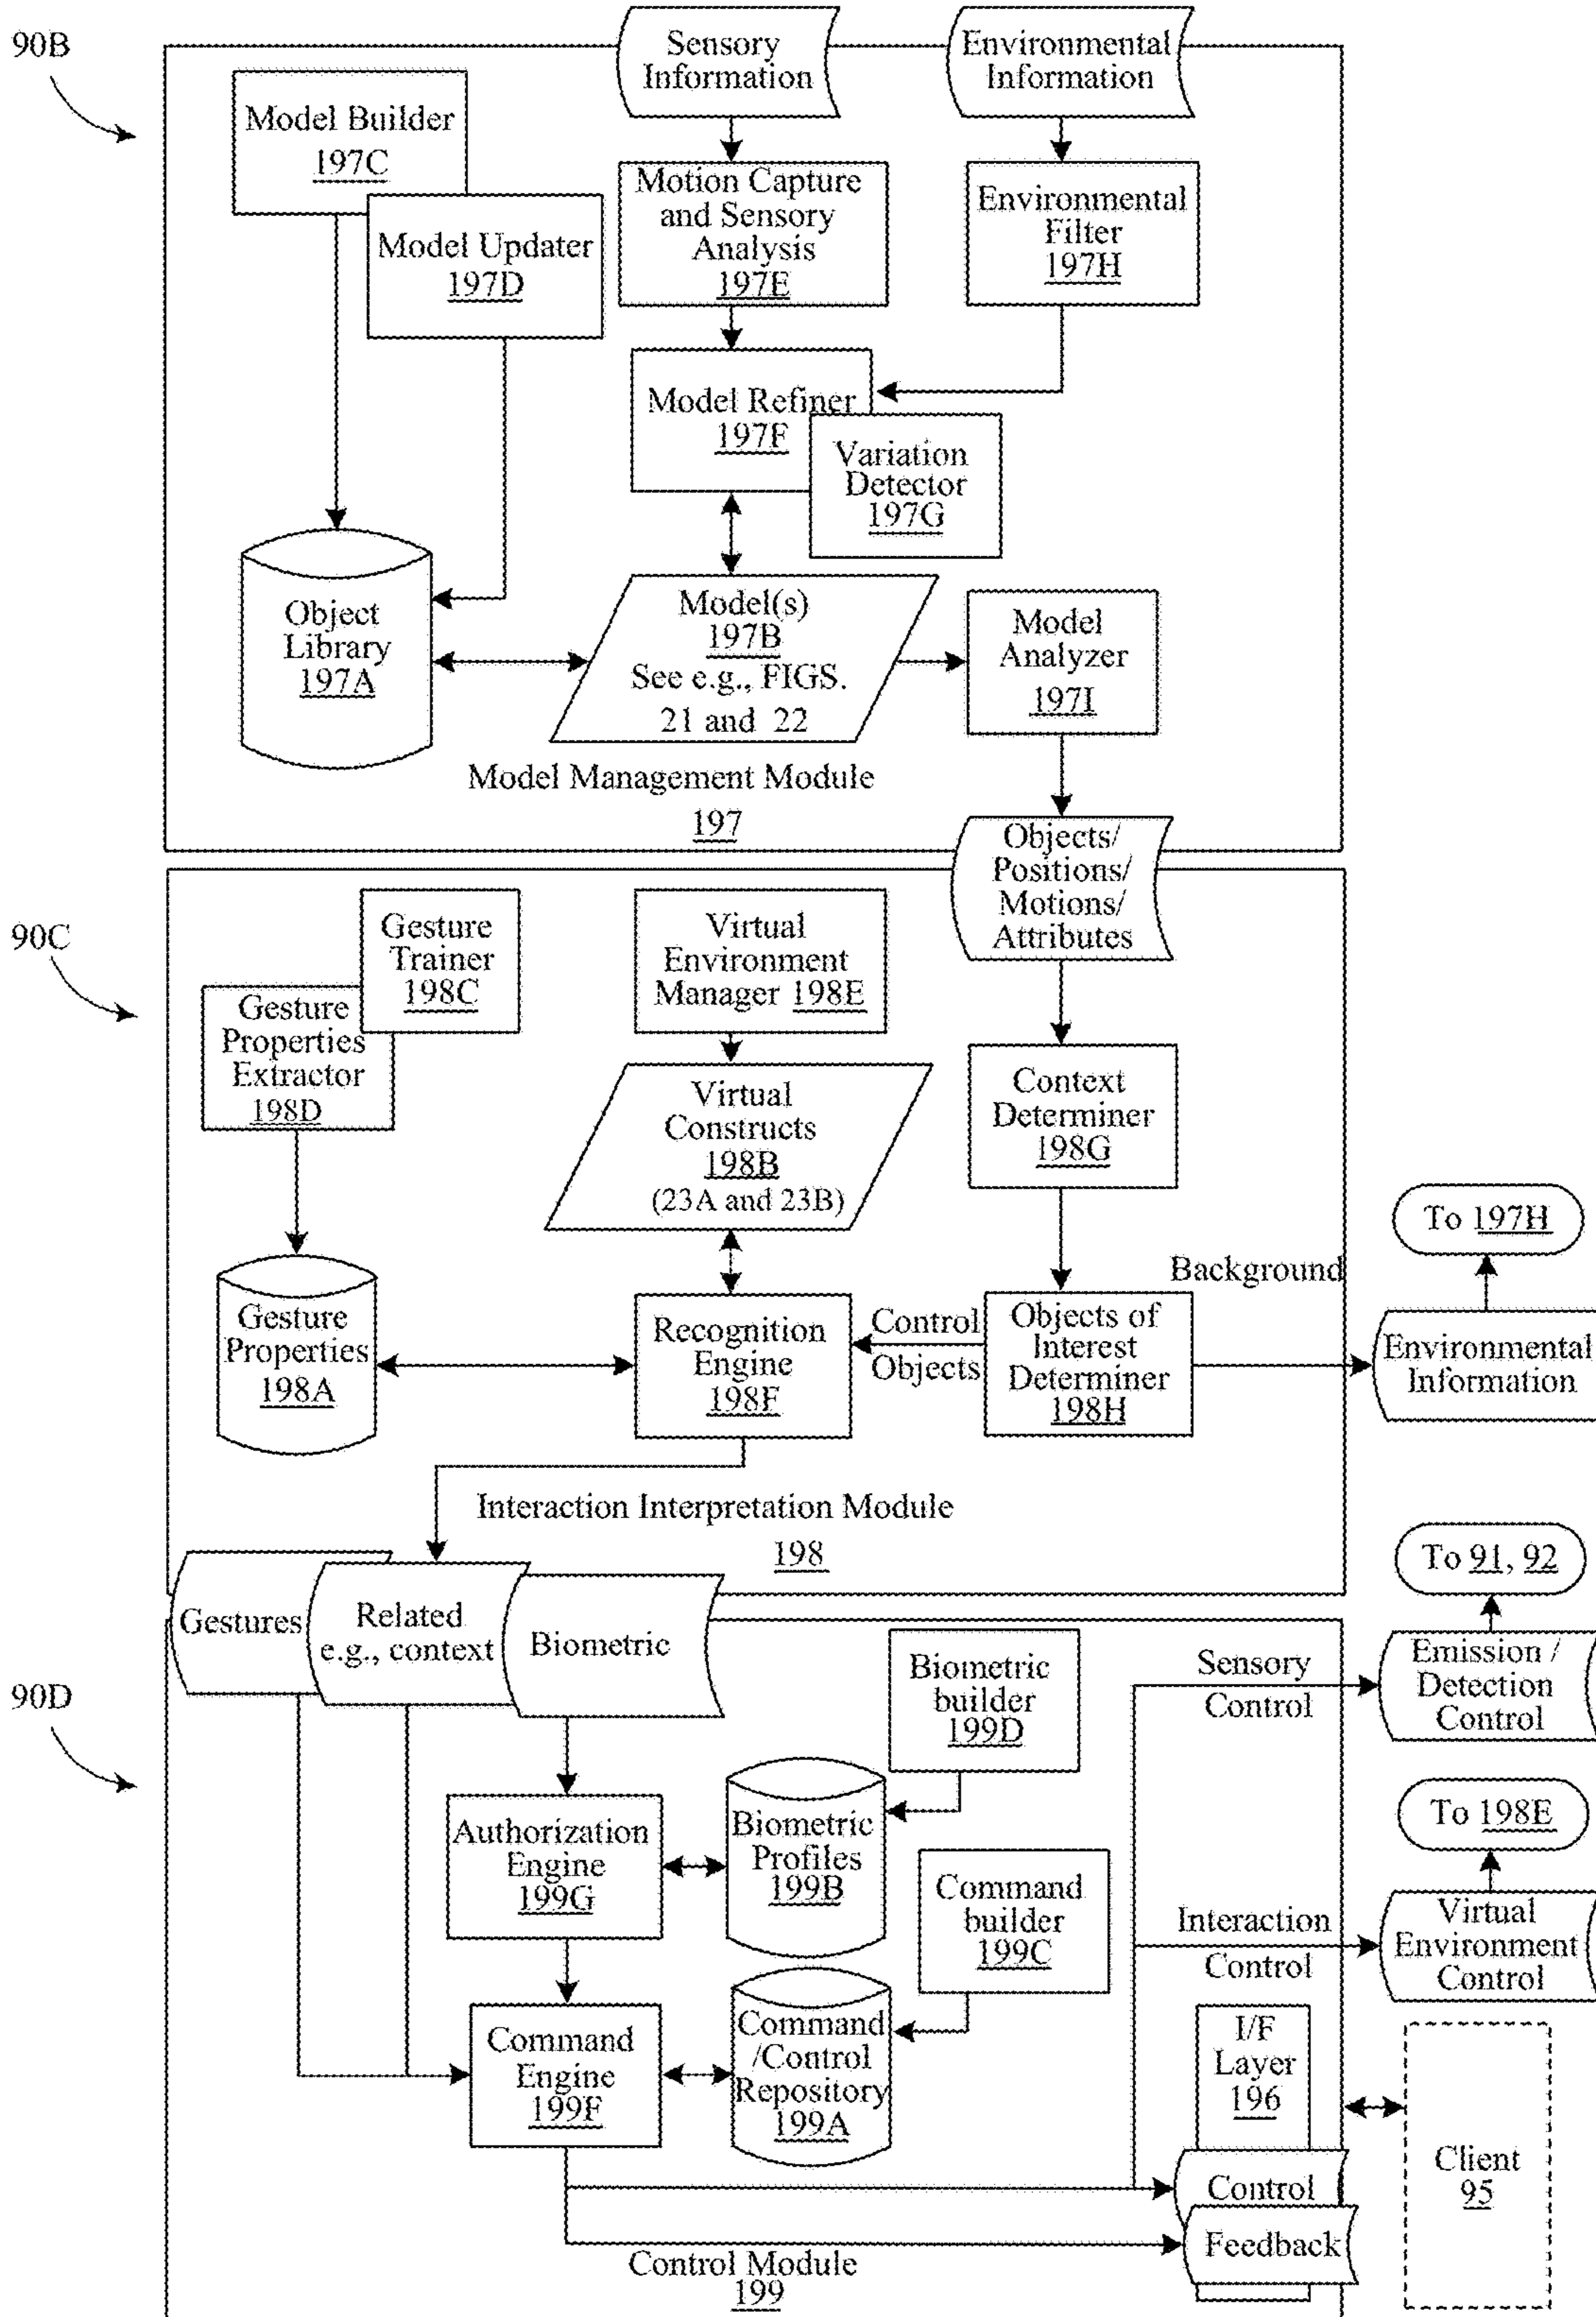 90B
Sensory
Information
Environmental
Information
Model Builder
197C
Model Updater
197D
Motion Capture
and Sensory
Analysis
197E
Environmental
Filter
197H
Model Refiner
197F
Variation
Detector
197G
Object
Library
197A
Model(s)
197B
See e.g., FIGS.
21 and 22
Model
Analyzer
197I
Model Management Module
197
Objects/
Positions/
Motions/
Attributes
90C
Gesture
Trainer
198C
Gesture
Properties
Extractor
198D
Virtual
Environment
Manager 198E
Virtual
Constructs
198B
(23A and 23B)
Context
Determiner
198G
To 197H
Background
Gesture
Properties
198A
Recognition
Engine
198F
Control
Objects
Objects of
Interest
Determiner
198H
Environmental
Information
Interaction Interpretation Module
198
To 91, 92
Gestures
Related
e.g., context
Biometric
90D
Biometric
builder
199D
Sensory
Control
Emission /
Detection
Control
Authorization
Engine
199G
Biometric
Profiles
199B
To 198E
Command
builder
199C
Interaction
Control
Virtual
Environment
Control
Command
Engine
199F
Command
/Control
Repository
199A
I/F
Layer
196
Control
Feedback
Client
95
Control Module
199